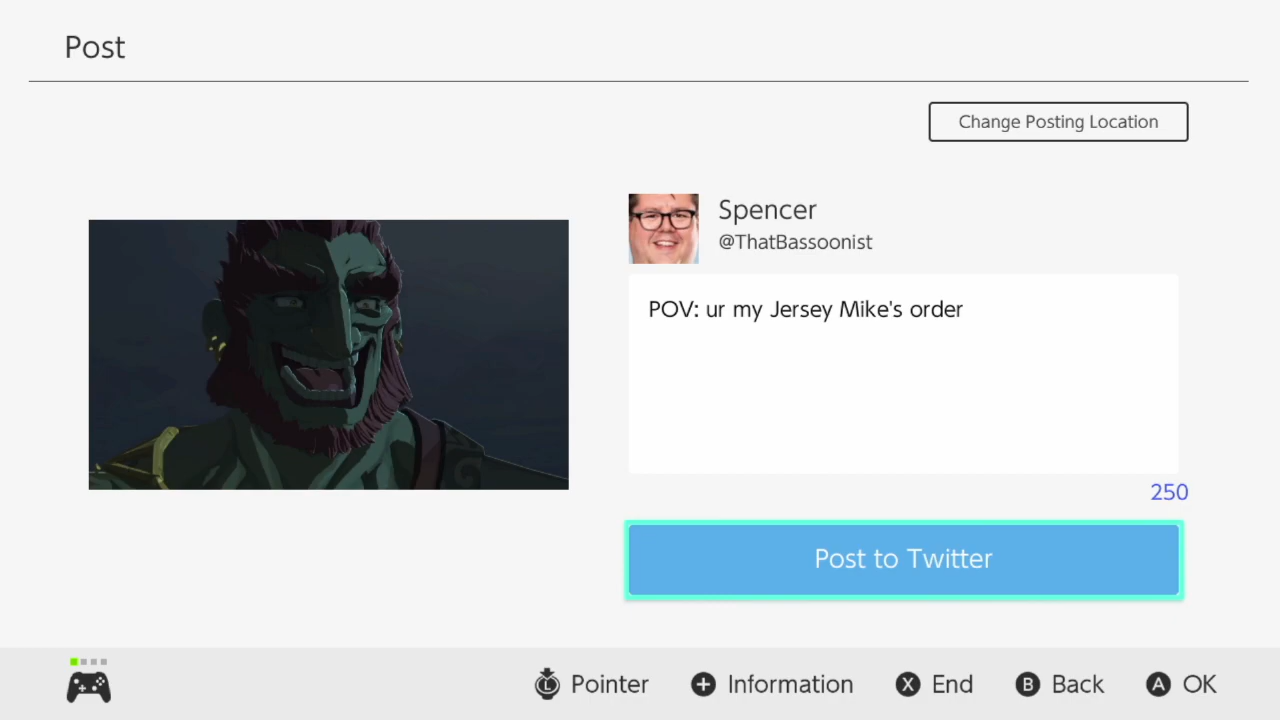 Post
Change Posting Location
Spencer
@ThatBassoonist
POV: ur my Jersey Mike's order
250
Post to Twitter
L Pointer
+ Information
X End
B Back
A OK